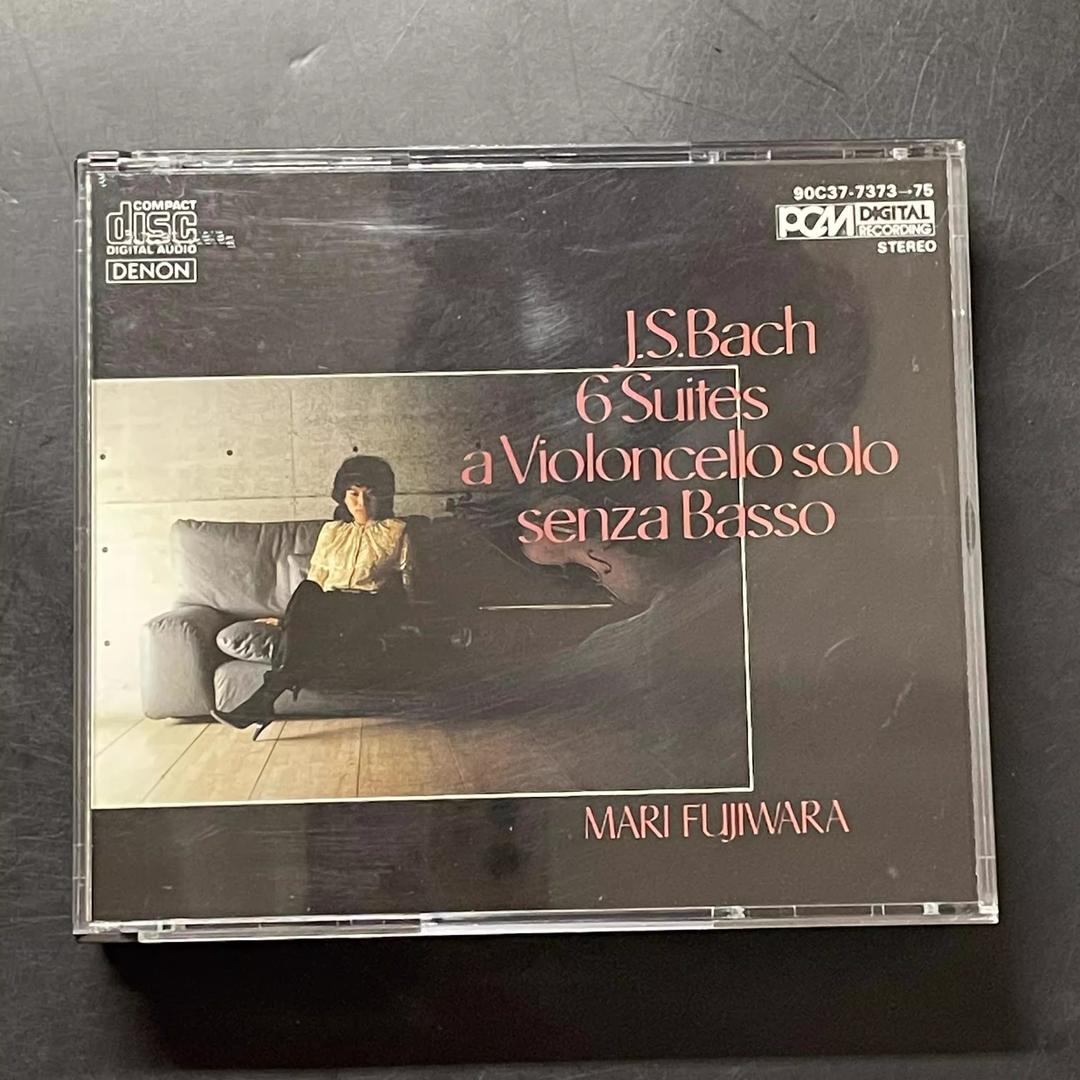 COMPACT
disc
DIGITAL AUDIO
DENON
90C37-7373→75
PCM DIGITAL
RECORDING
STEREO
J.S.Bach
6 Suites
a Violoncello solo
senza Basso
MARI FUJIWARA